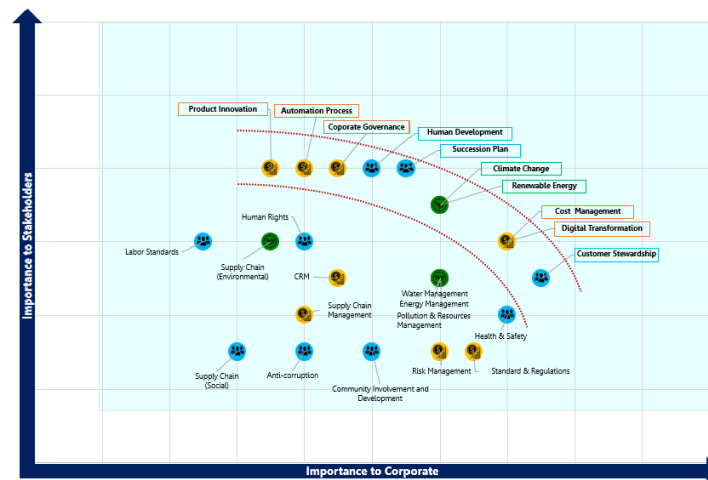 Product Innovation
Automation Process
Coporate Governance
Human Development
Succession Plan
Climate Change
Renewable Energy
Cost Management
Digital Transformation
Customer Stewardship
Human Rights
Labor Standards
Supply Chain
(Environmental)
CRM
Water Management
Energy Management
Pollution & Resources
Management
Supply Chain
Management
Health & Safety
Supply Chain
(Social)
Anti-corruption
Community Involvement and
Development
Risk Management
Standard & Regulations
Importance to Stakeholders
Importance to Corporate